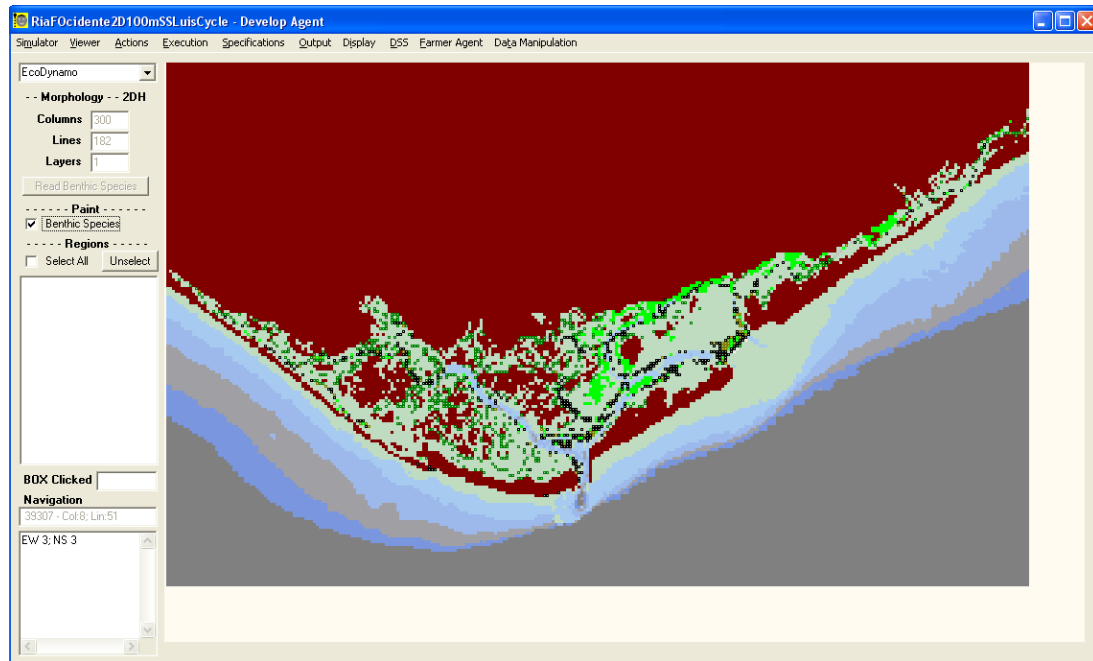 RiaFOcidente2D100mSSLuisCycle - Develop Agent
Simulator Viewer Actions Execution Specifications Output Display DSS Farmer Agent Data Manipulation
EcoDynamo
- - Morphology - - 2DH
Columns 300
Lines 182
Layers 1
Read Benthic Species
- - - - - - Paint - - - - - -
Benthic Species
- - - - - Regions - - - - -
Select All Unselect
BOX Clicked
Navigation
39307 - Col:8; Lin:51
EW 3; NS 3